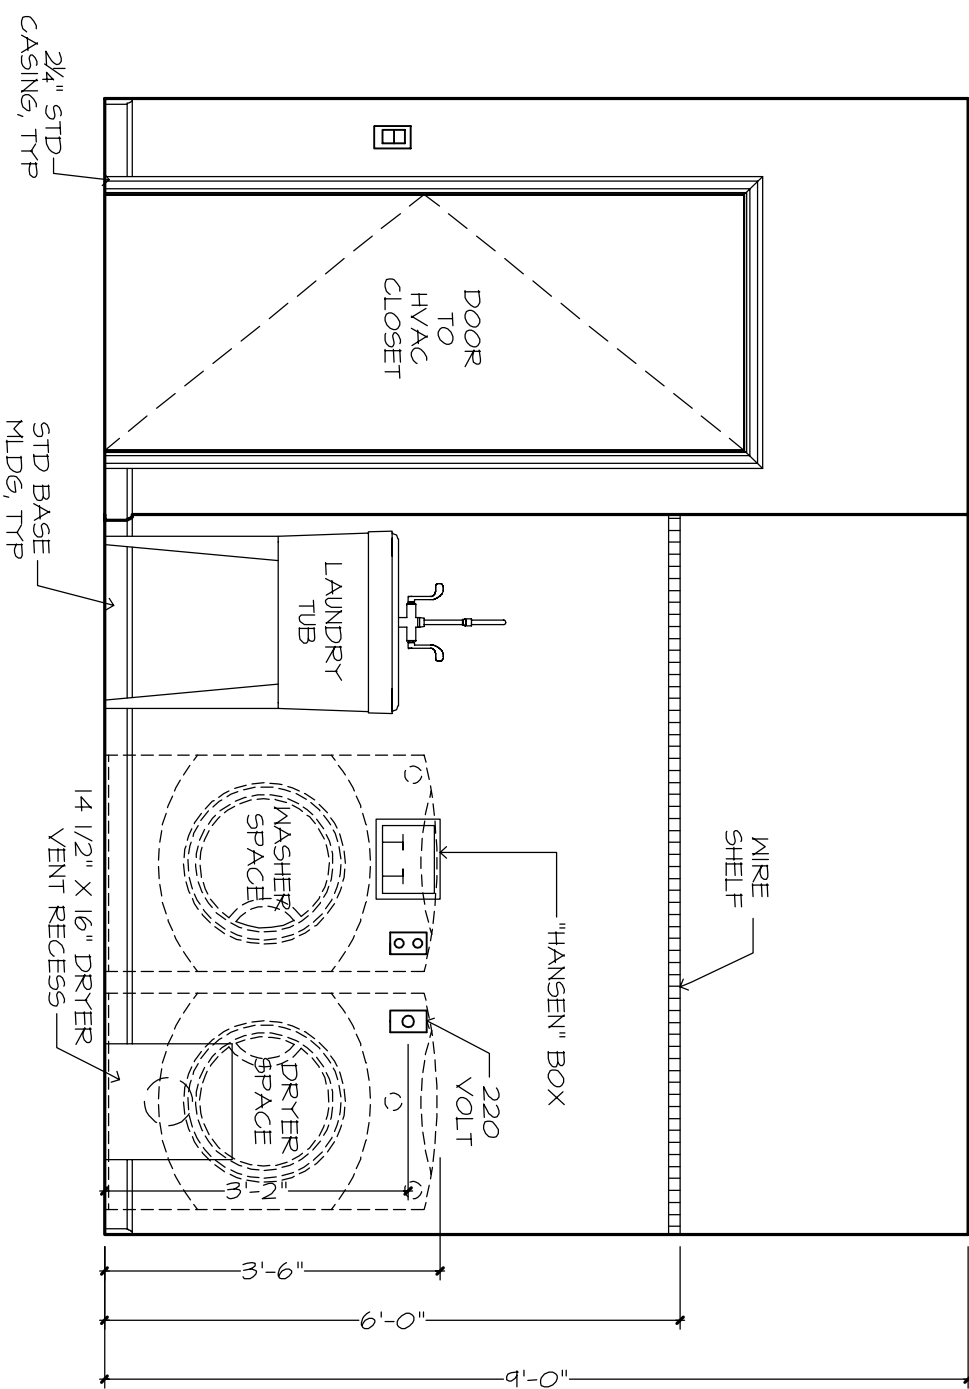 2¼" STD
CASING, TYP
DOOR
TO
HVAC
CLOSET
STD BASE
MLDG, TYP
LAUNDRY
TUB
WIRE
SHELF
"HANSEN" BOX
WASHER
SPACE
220
VOLT
DRYER
SPACE
14 1/2" X 16" DRYER
VENT RECESS
3'-2"
3'-6"
6'-0"
9'-0"